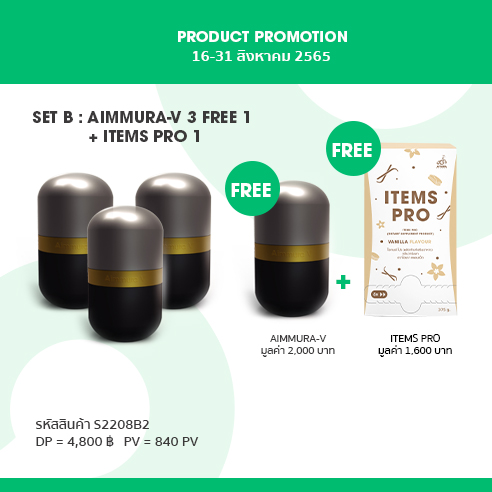 PRODUCT PROMOTION
16-31 สิงหาคม 2565
SET B : AIMMURA-V 3 FREE 1
+ ITEMS PRO 1
FREE
FREE
ITEMS
PRO
VANILLA FLAVOUR
+
AIMMURA-V
มูลค่า 2,000 บาท
ITEMS PRO
มูลค่า 1,600 บาท
รหัสสินค้า S2208B2
DP = 4,800 ฿ PV = 840 PV